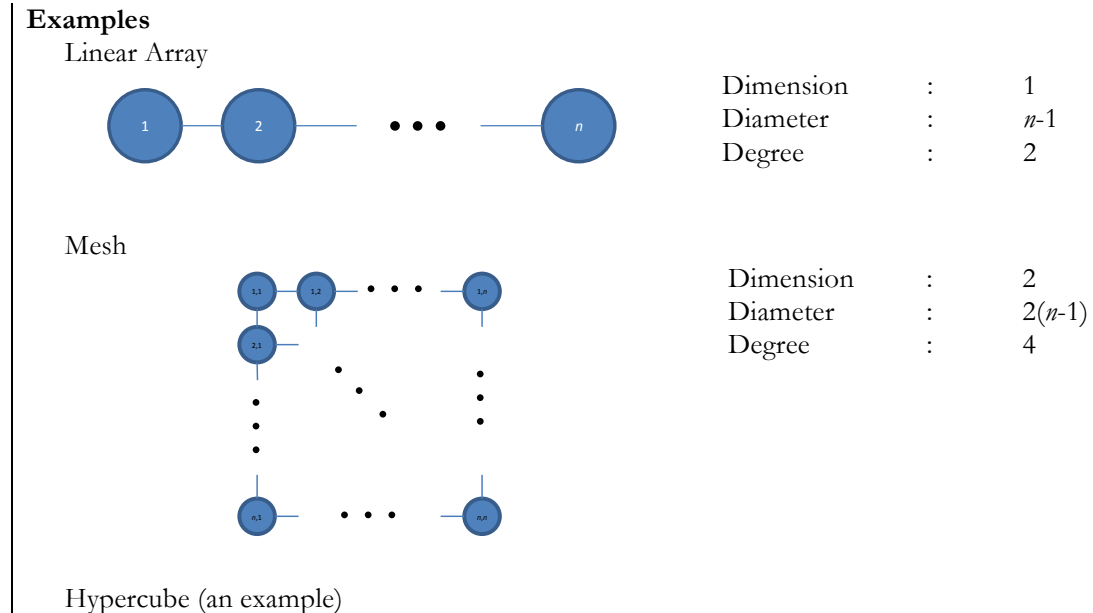 Examples
Linear Array
1 2 n
Dimension : 1
Diameter : n-1
Degree : 2
Mesh
1,1 1,2 1,n
2,1
n,1 n,n
Dimension : 2
Diameter : 2(n-1)
Degree : 4
Hypercube (an example)